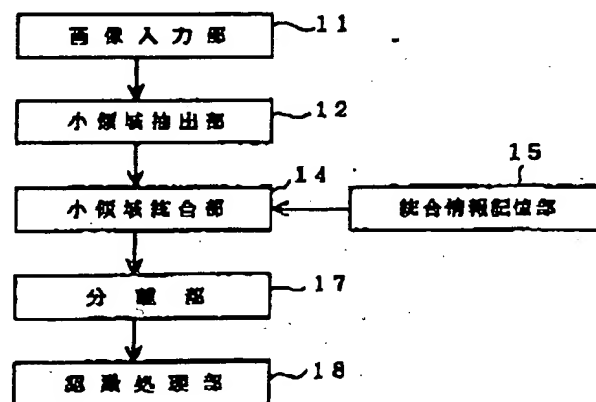 画像入力部 11
小領域抽出部 12
15
14
小領域統合部 統合情報記憶部
分離部 17
認識処理部 18